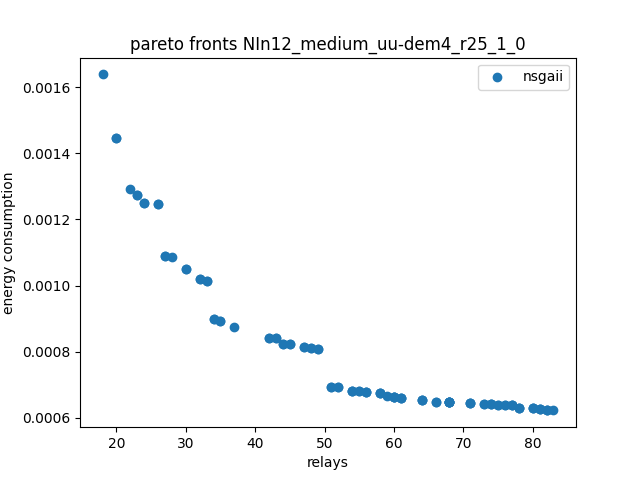 pareto fronts NIn12_medium_uu-dem4_r25_1_0
nsgaii
0.0016
0.0014
0.0012
0.0010
0.0008
0.0006
energy consumption
20 30 40 50 60 70 80
relays